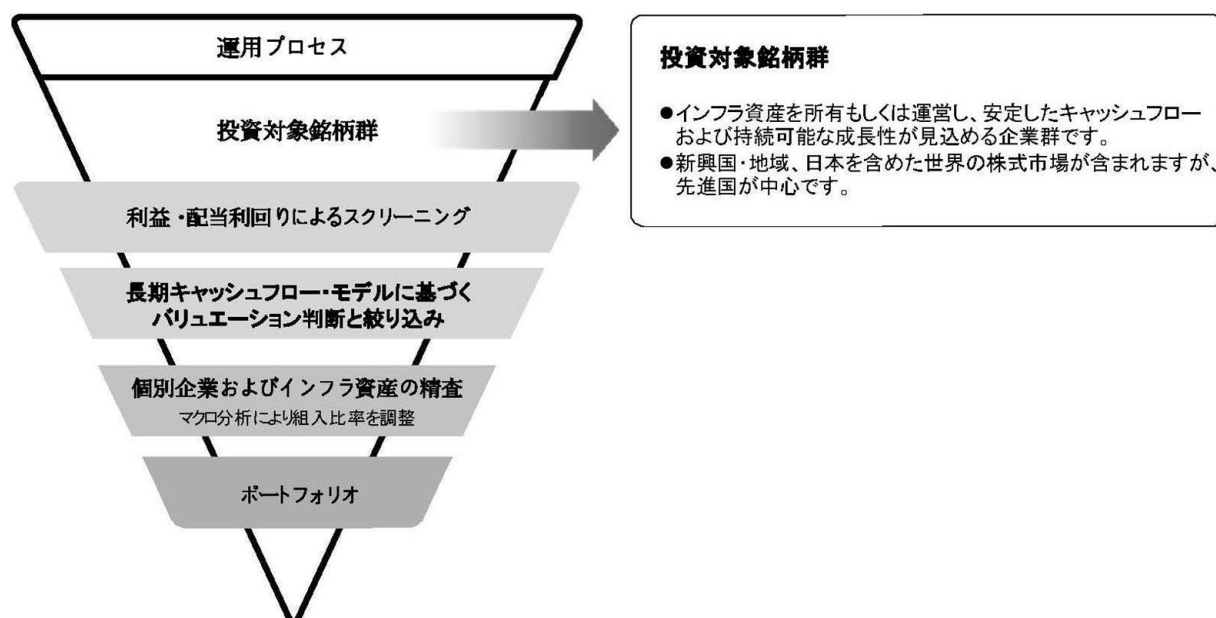 運用プロセス
投資対象銘柄群
利益・配当利回りによるスクリーニング
長期キャッシュフロー・モデルに基づく
バリュエーション判断と絞り込み
個別企業およびインフラ資産の精査
マクロ分析により組入比率を調整
ポートフォリオ
投資対象銘柄群
●インフラ資産を所有もしくは運営し、安定したキャッシュフロー
および持続可能な成長性が見込める企業群です。
●新興国・地域、日本を含めた世界の株式市場が含まれますが、
先進国が中心です。